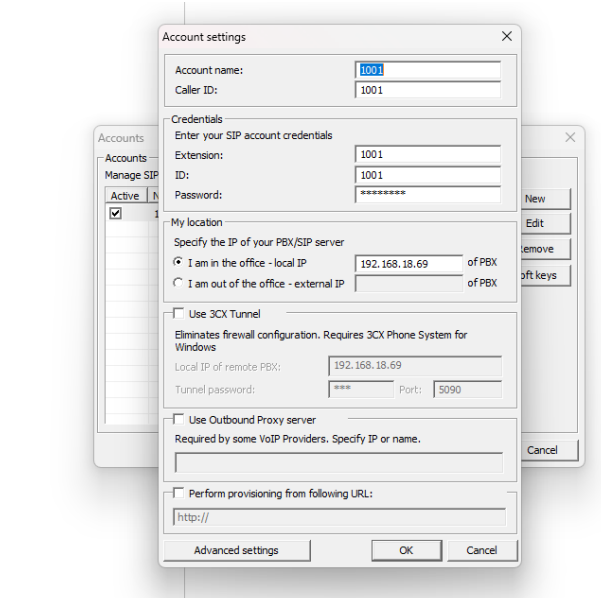 Account settings
Account name: 1001
Caller ID: 1001
Credentials
Enter your SIP account credentials
Extension: 1001
ID: 1001
Password: ********
My location
Specify the IP of your PBX/SIP server
I am in the office - local IP 192.168.18.69 of PBX
I am out of the office - external IP of PBX
Use 3CX Tunnel
Eliminates firewall configuration. Requires 3CX Phone System for
Windows
Local IP of remote PBX: 192.168.18.69
Tunnel password: *** Port: 5090
Use Outbound Proxy server
Required by some VoIP Providers. Specify IP or name.
Perform provisioning from following URL:
http://
Advanced settings OK Cancel
Accounts
Accounts
Manage SIP
Active
New
Edit
Cancel